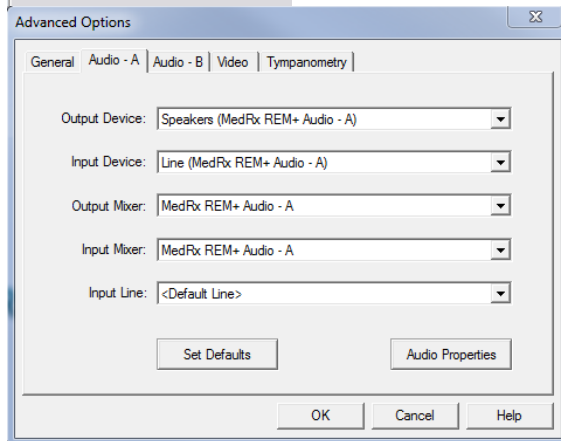 Advanced Options
General Audio - A Audio - B Video Tympanometry
Output Device: Speakers (MedRx REM+ Audio - A)
Input Device: Line (MedRx REM+ Audio - A)
Output Mixer: MedRx REM+ Audio - A
Input Mixer: MedRx REM+ Audio - A
Input Line: <Default Line>
Set Defaults Audio Properties
OK Cancel Help